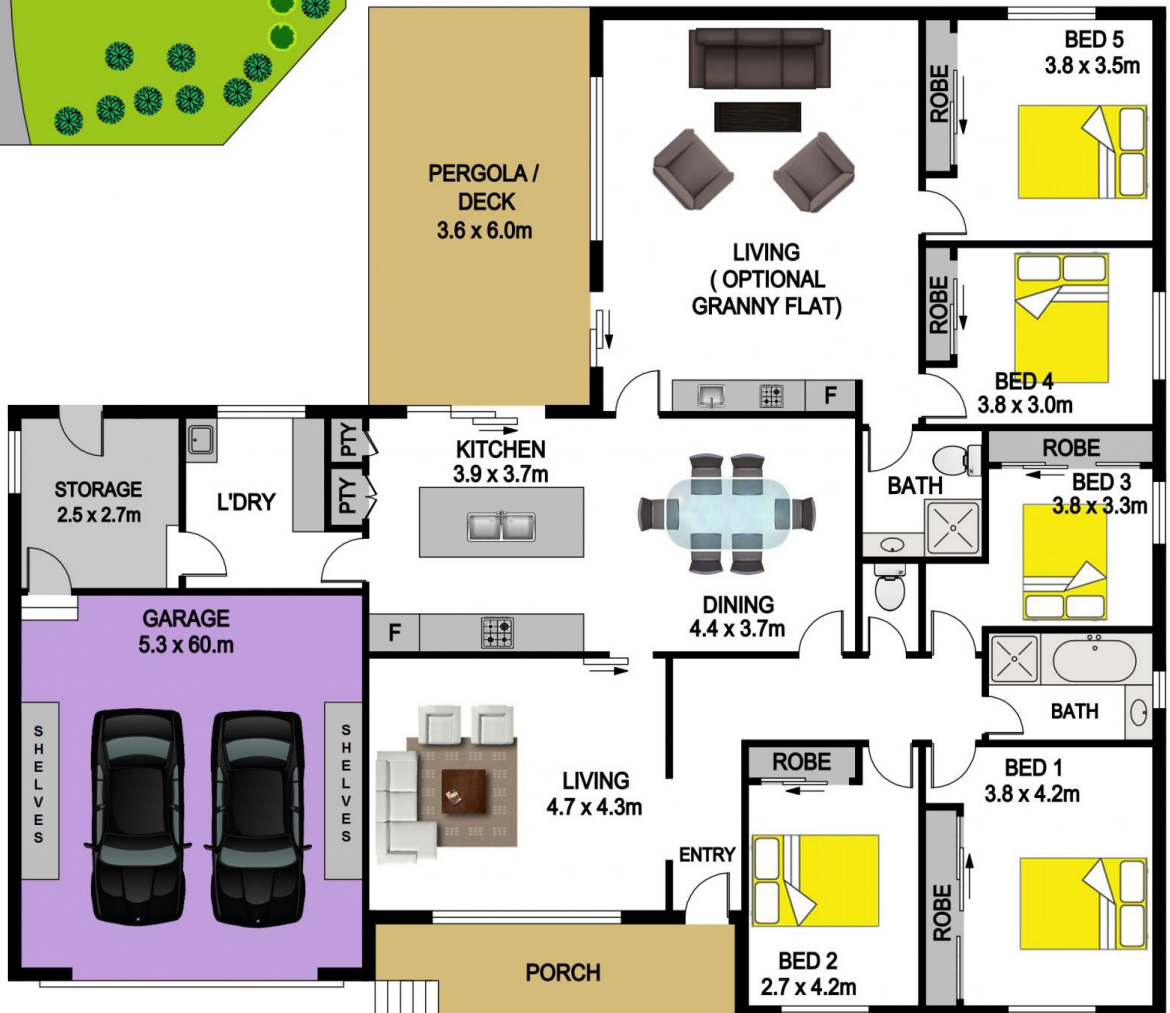 PERGOLA /
DECK
3.6 x 6.0m
LIVING
( OPTIONAL
GRANNY FLAT)
F
ROBE
BED 5
3.8 x 3.5m
ROBE
BED 4
3.8 x 3.0m
STORAGE
2.5 x 2.7m
L'DRY
PTY
PTY
KITCHEN
3.9 x 3.7m
F
DINING
4.4 x 3.7m
BATH
ROBE
BED 3
3.8 x 3.3m
BATH
GARAGE
5.3 x 60.m
SHELVES
SHELVES
LIVING
4.7 x 4.3m
ENTRY
ROBE
BED 2
2.7 x 4.2m
BED 1
3.8 x 4.2m
ROBE
PORCH